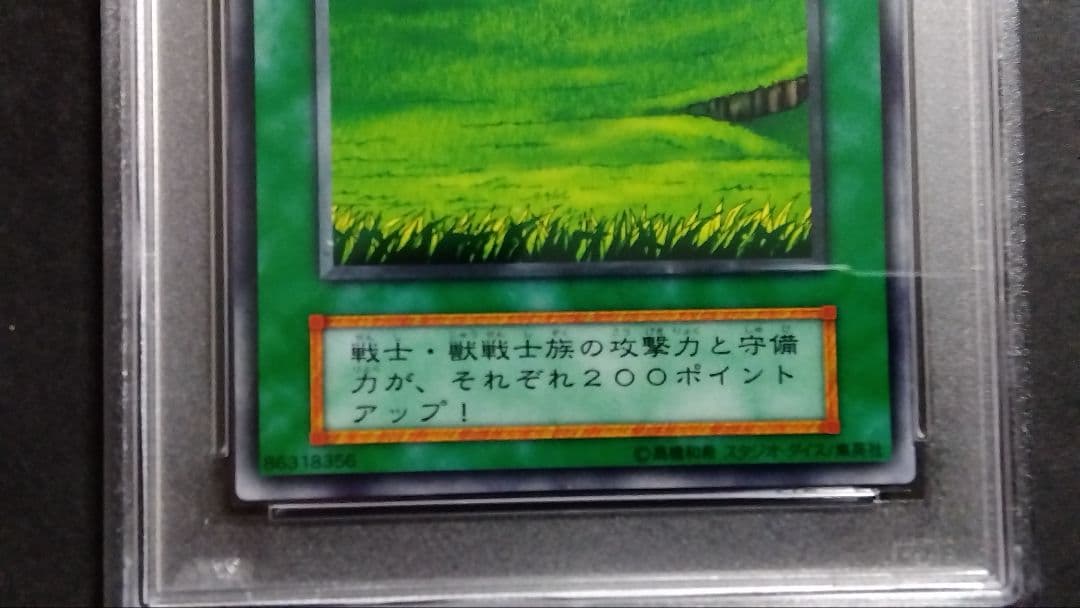 戦士・獣戦士族の攻撃力と守備
力が、それぞれ２００ポイント
アップ！
86318356
©高橋和希 スタジオ・ダイス/集英社